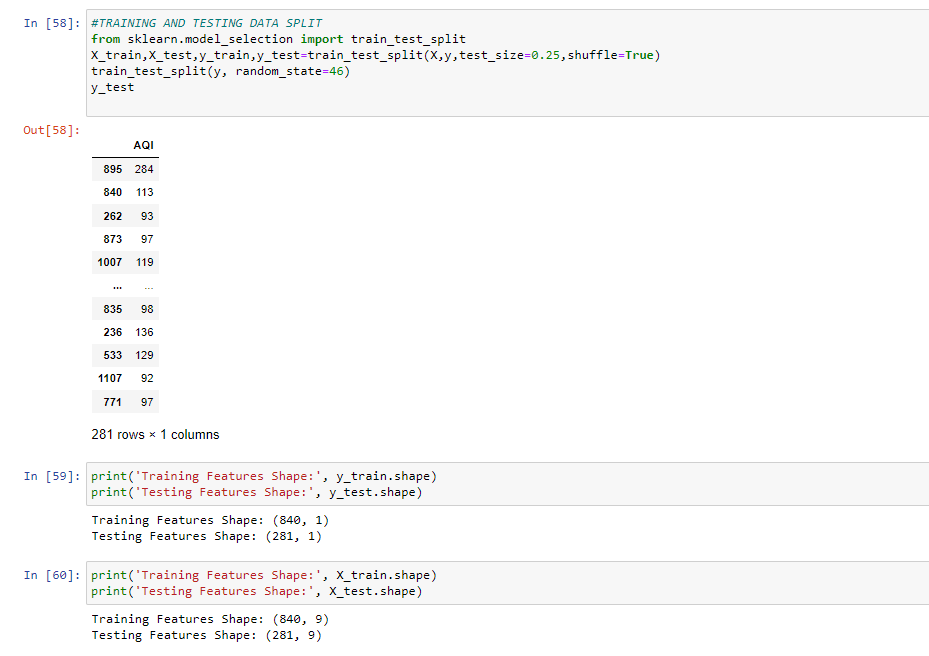 In [58]: #TRAINING AND TESTING DATA SPLIT
from sklearn.model_selection import train_test_split
X_train,X_test,y_train,y_test=train_test_split(X,y,test_size=0.25,shuffle=True)
train_test_split(y, random_state=46)
y_test
Out[58]:
AQI
895 284
840 113
262 93
873 97
1007 119
... ...
835 98
236 136
533 129
1107 92
771 97
281 rows × 1 columns
In [59]: print('Training Features Shape:', y_train.shape)
print('Testing Features Shape:', y_test.shape)
Training Features Shape: (840, 1)
Testing Features Shape: (281, 1)
In [60]: print('Training Features Shape:', X_train.shape)
print('Testing Features Shape:', X_test.shape)
Training Features Shape: (840, 9)
Testing Features Shape: (281, 9)